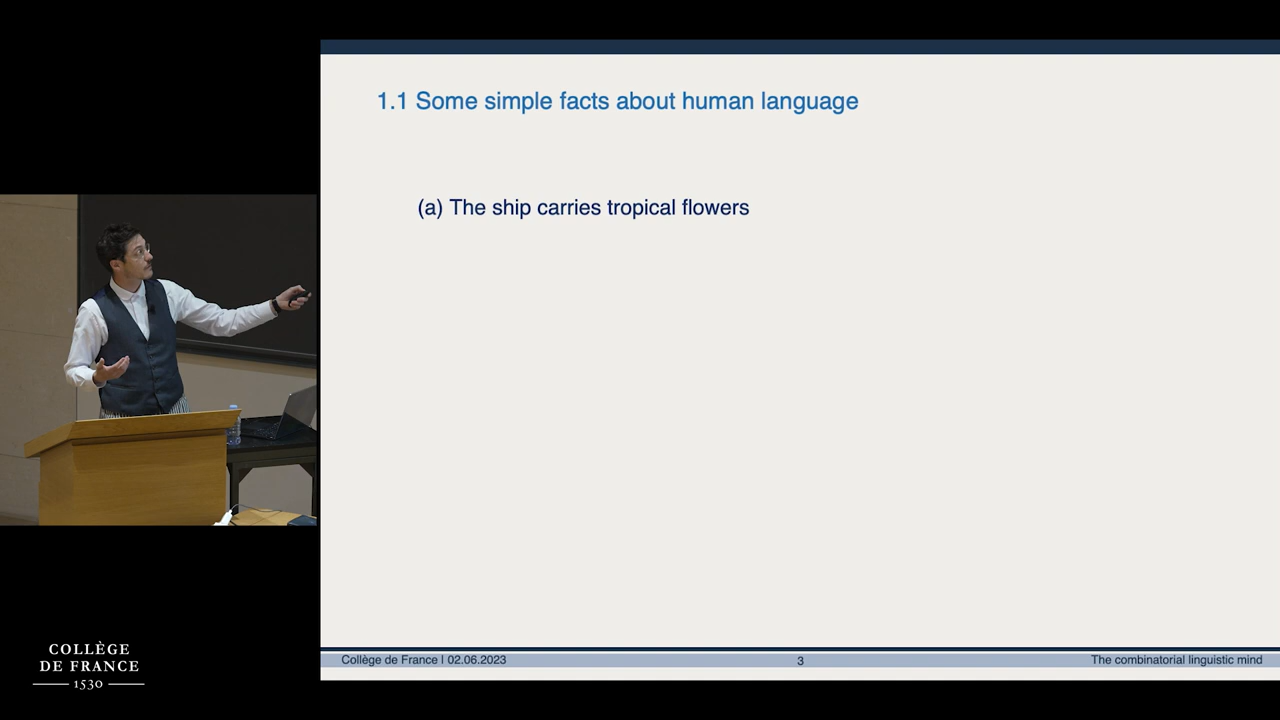 1.1 Some simple facts about human language
(a) The ship carries tropical flowers
COLLÈGE
DE FRANCE
1530
Collège de France I 02.06.2023
3
The combinatorial linguistic mind